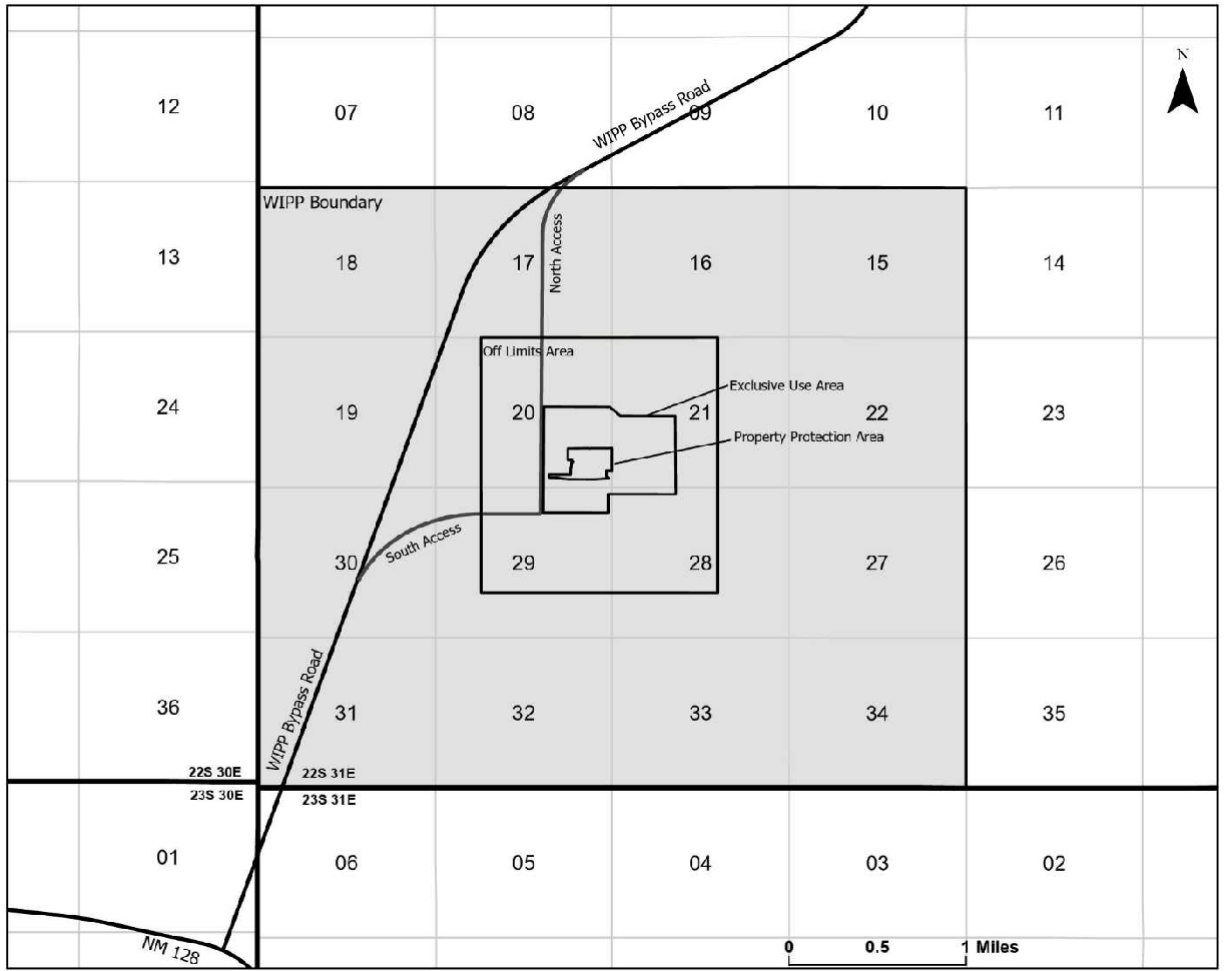 N
12
07
08
WIPP Bypass Road
09
10
11
WIPP Boundary
13
18
17
North Access
16
15
14
Off Limits Area
Exclusive Use Area
24
19
20
21
22
23
Property Protection Area
South Access
25
30
29
28
27
26
WIPP Bypass Road
36
31
32
33
34
35
22S 30E
22S 31E
23S 30E
23S 31E
01
06
05
04
03
02
NM 128
0 0.5 1 Miles